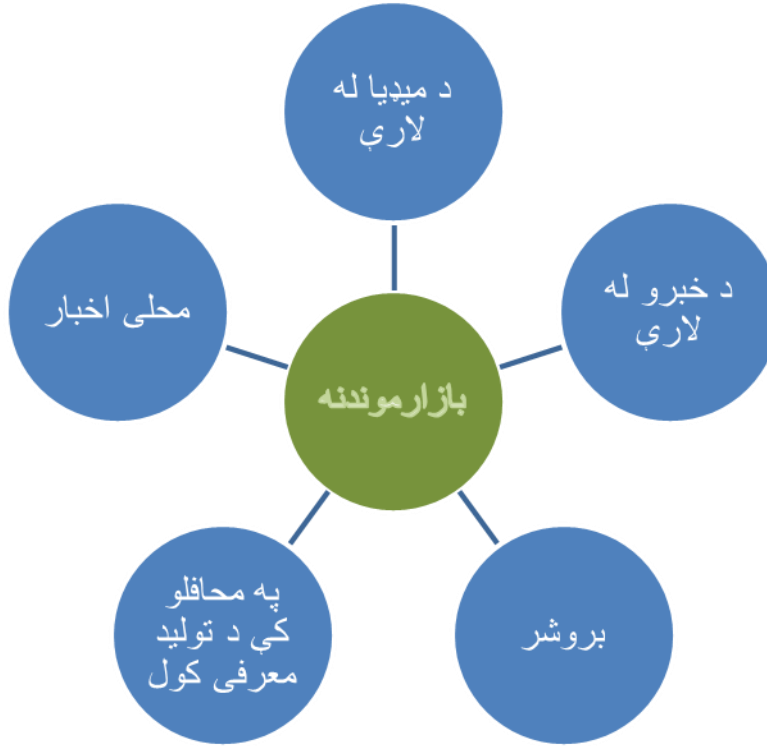 د میډیا له
لارې
د خبرو له
لارې
محلی اخبار
بازارموندنه
په محافلو
کې د تولید
معرفی کول
بروشر